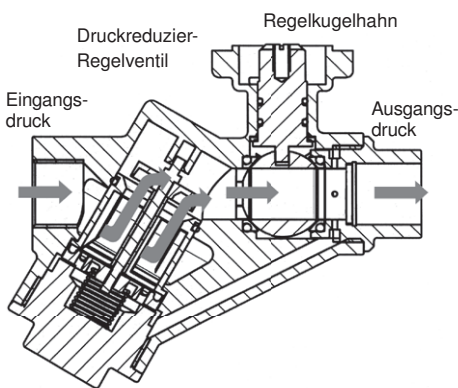 Regelkugelhahn
Druckreduzier-
Regelventil
Eingangs-
druck
Ausgangs-
druck